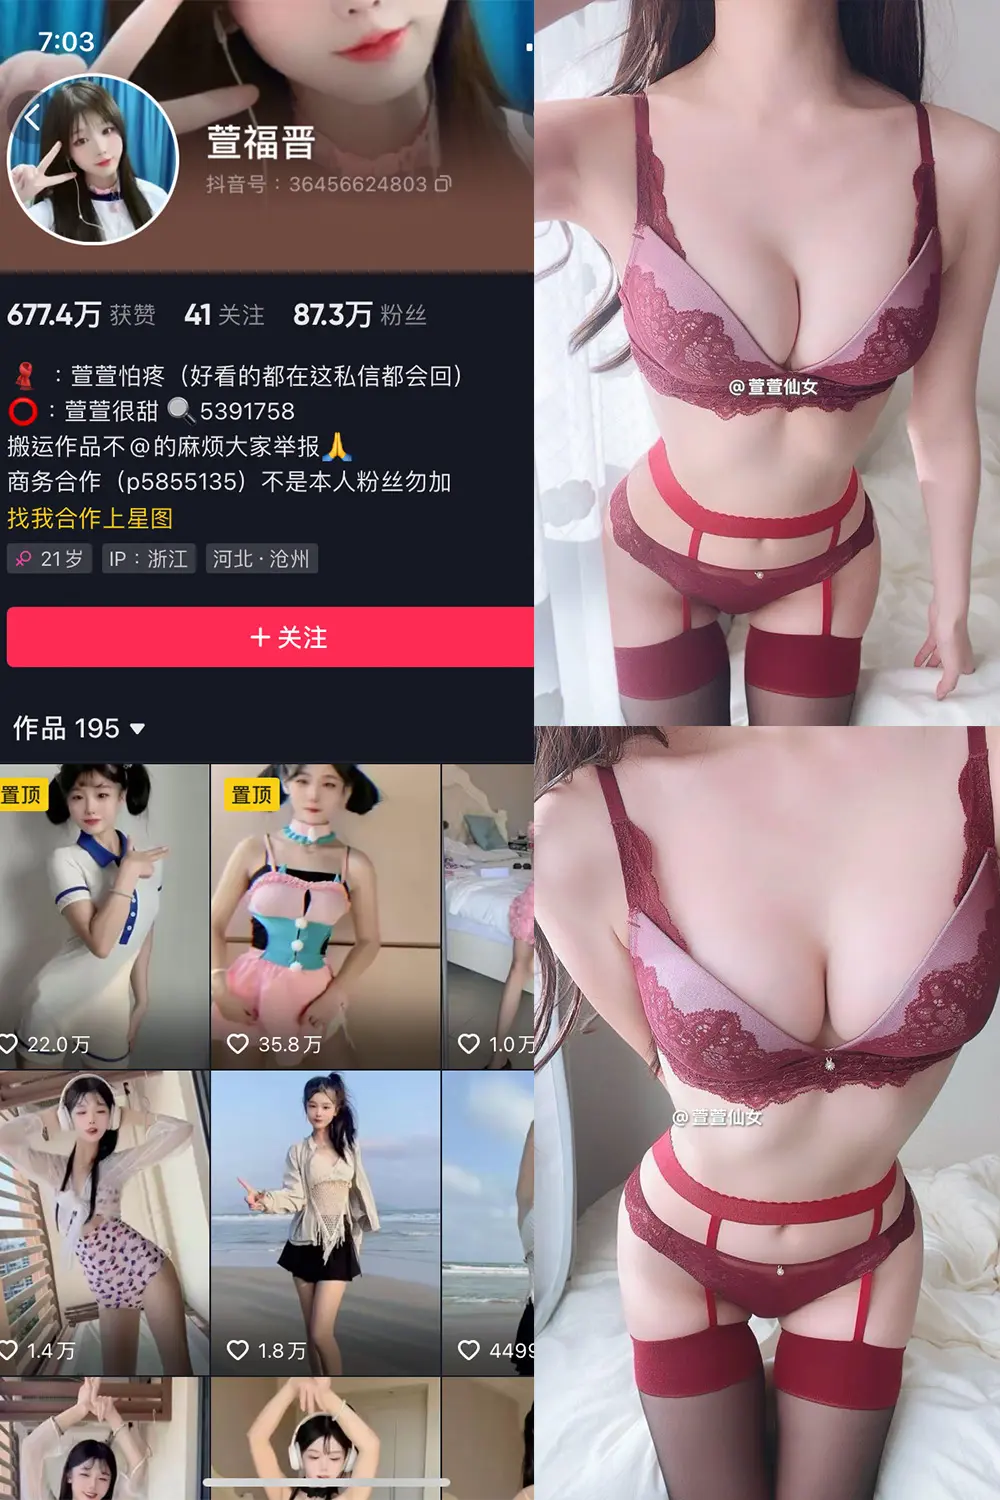 7:03
萱福晋
抖音号：36456624803
677.4万 获赞 41 关注 87.3万 粉丝
：萱萱怕疼（好看的都在这私信都会回）
：萱萱很甜 🔍5391758
搬运作品不@的麻烦大家举报🙏
商务合作（p5855135）不是本人粉丝勿加
找我合作上星图
♀ 21岁 IP：浙江 河北·沧州
＋关注
作品 195
置顶
置顶
22.0万
35.8万
1.0万
1.4万
1.8万
4499
@萱萱仙女
@萱萱仙女